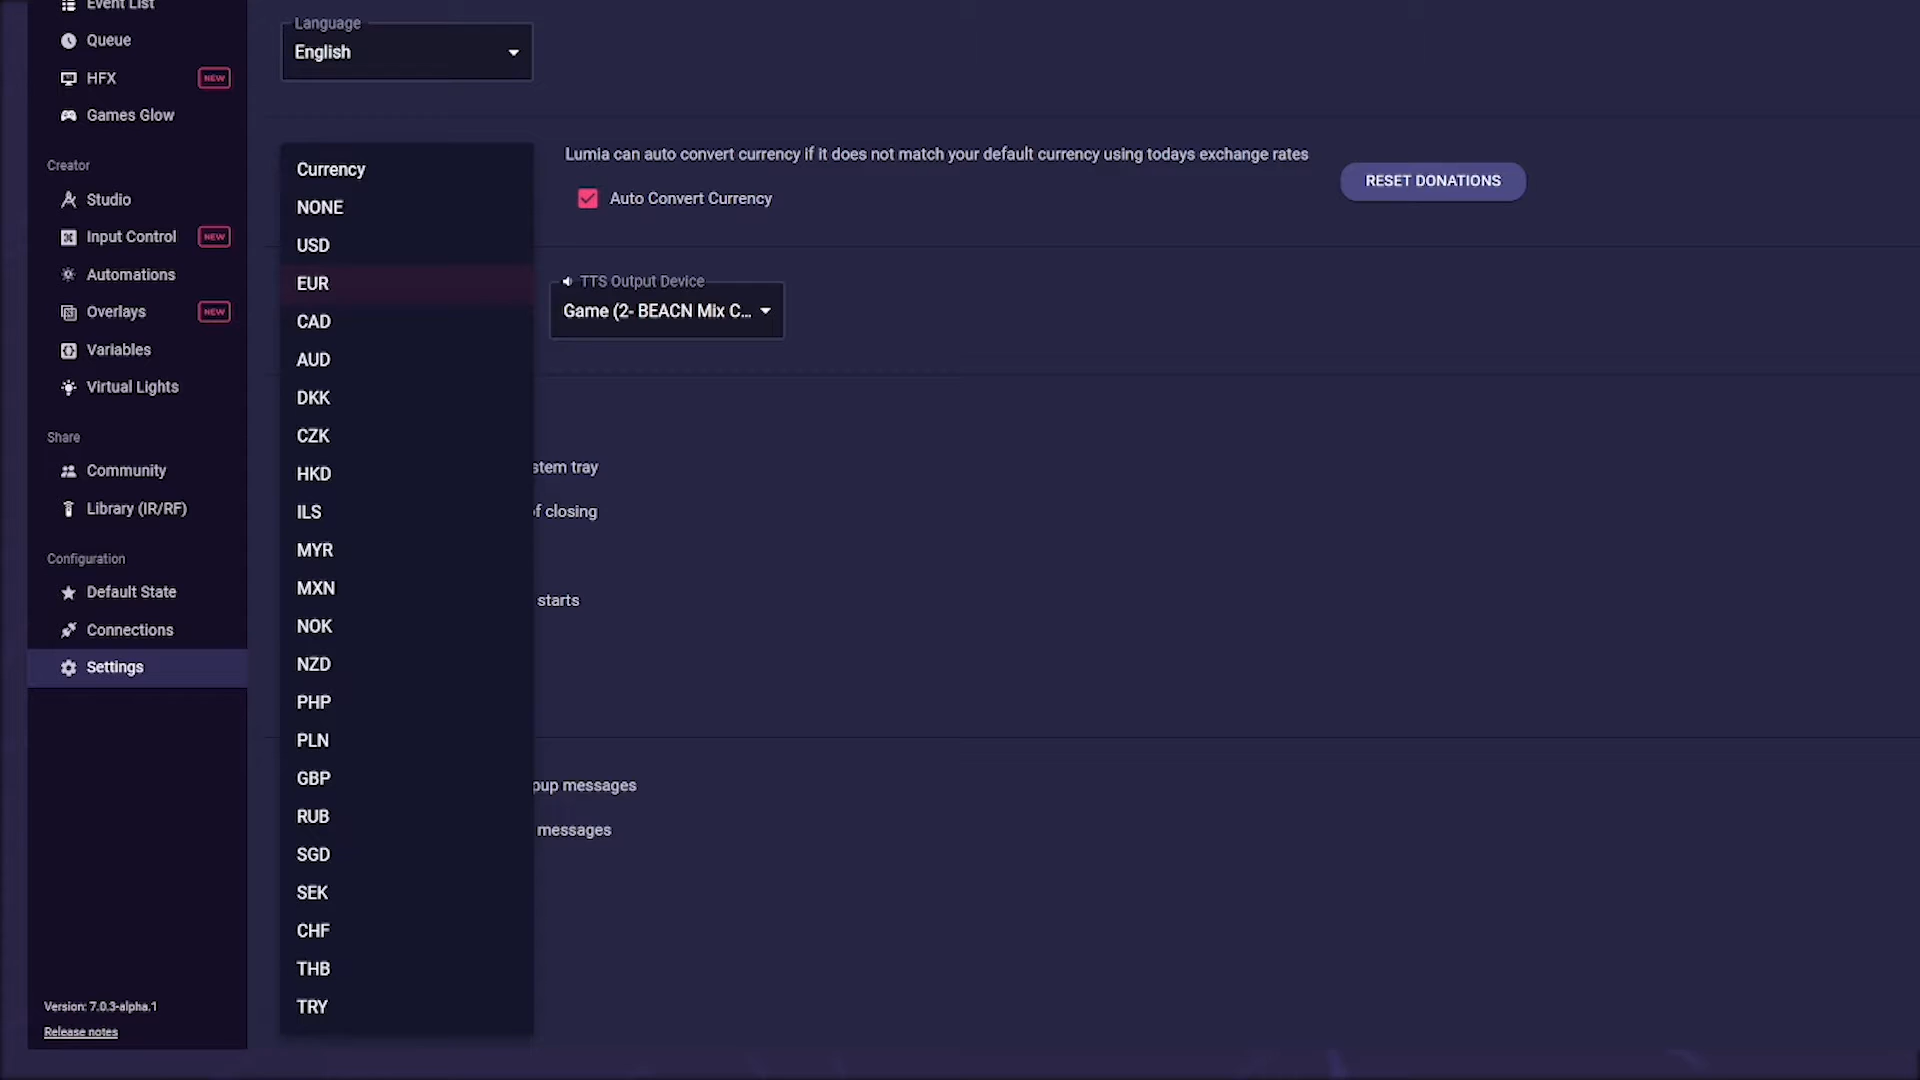 Event List
Queue
HFX NEW
Games Glow
Creator
Studio
Input Control NEW
Automations
Overlays NEW
Variables
Virtual Lights
Share
Community
Library (IR/RF)
Configuration
Default State
Connections
Settings
Version: 7.0.3-alpha.1
Release notes
Language
English
Currency
NONE
USD
EUR
CAD
AUD
DKK
CZK
HKD
ILS
MYR
MXN
NOK
NZD
PHP
PLN
GBP
RUB
SGD
SEK
CHF
THB
TRY
Lumia can auto convert currency if it does not match your default currency using todays exchange rates
Auto Convert Currency
RESET DONATIONS
TTS Output Device
Game (2- BEACN Mix C...
stem tray
of closing
starts
pup messages
messages